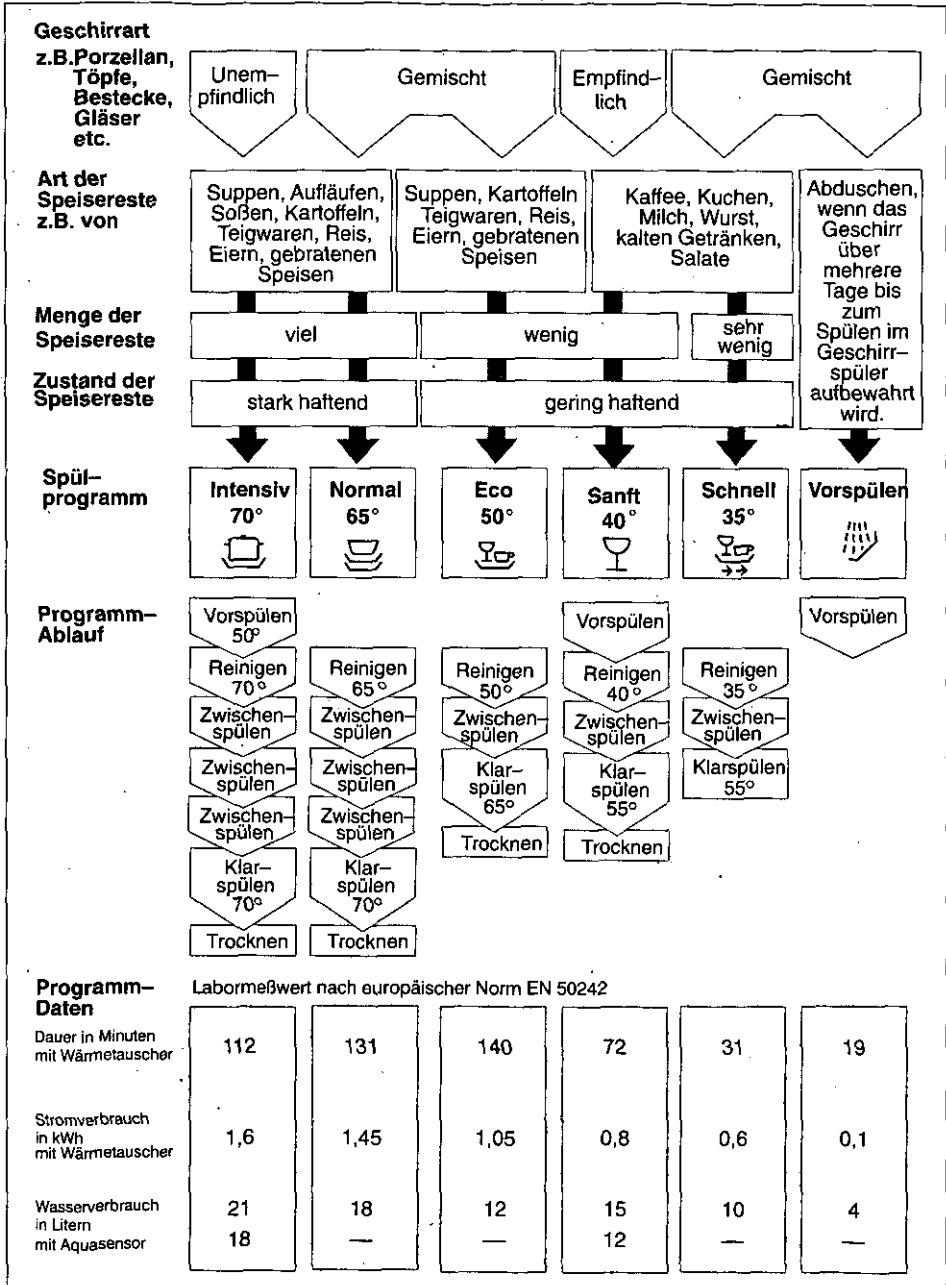 Geschirrart
z.B.Porzellan,
Töpfe,
Bestecke,
Gläser
etc.
Unem-
pfindlich
Gemischt
Empfind-
lich
Gemischt
Art der
Speisereste
z.B. von
Suppen, Aufläufen,
Soßen, Kartoffeln,
Teigwaren, Reis,
Eiern, gebratenen
Speisen
Suppen, Kartoffeln
Teigwaren, Reis,
Eiern, gebratenen
Speisen
Kaffee, Kuchen,
Milch, Wurst,
kalten Getränken,
Salate
Abduschen,
wenn das
Geschirr
über
mehrere
Tage bis
zum
Spülen im
Geschirr-
spüler
aufbewahrt
wird.
Menge der
Speisereste
viel
wenig
sehr
wenig
Zustand der
Speisereste
stark haftend
gering haftend
Spül-
programm
Intensiv
70°
Normal
65°
Eco
50°
Sanft
40°
Schnell
35°
Vorspülen
Programm-
Ablauf
Vorspülen
50°
Reinigen
70°
Zwischen-
spülen
Zwischen-
spülen
Zwischen-
spülen
Klar-
spülen
70°
Trocknen
Reinigen
65°
Zwischen-
spülen
Zwischen-
spülen
Zwischen-
spülen
Klar-
spülen
70°
Trocknen
Reinigen
50°
Zwischen-
spülen
Klar-
spülen
65°
Trocknen
Vorspülen
Reinigen
40°
Zwischen-
spülen
Klar-
spülen
55°
Trocknen
Reinigen
35°
Zwischen-
spülen
Klarspülen
55°
Vorspülen
Programm-
Daten
Labormeßwert nach europäischer Norm EN 50242
Dauer in Minuten
mit Wärmetauscher
112 131 140 72 31 19
Stromverbrauch
in kWh
mit Wärmetauscher
1,6 1,45 1,05 0,8 0,6 0,1
Wasserverbrauch
in Litern
21 18 12 15 10 4
mit Aquasensor
18 — — 12 — —